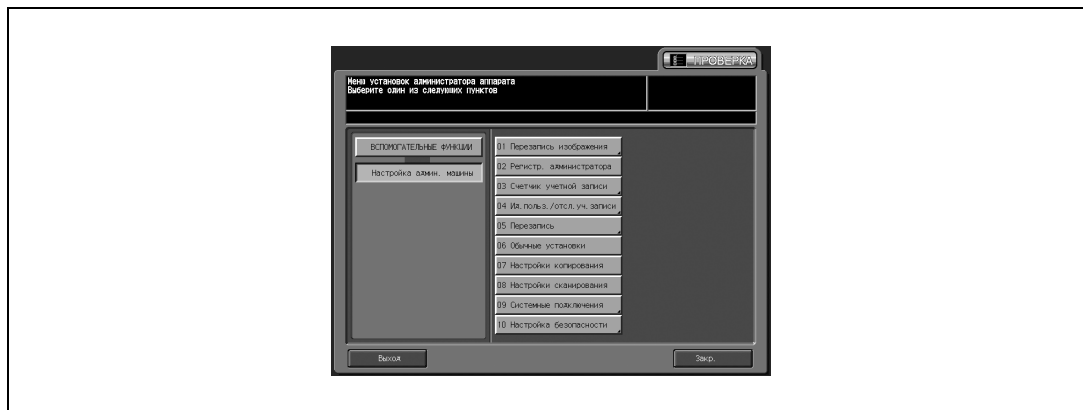 ПРОВЕРКА
Меню установок администратора аппарата
Выберите один из следующих пунктов
ВСПОМОГАТЕЛЬНЫЕ ФУНКЦИИ
Настройка админ. машины
01 Перезапись изображения
02 Регистр. администратора
03 Счетчик учетной записи
04 Ид.польз./отсл.уч.записи
05 Перезапись
06 Обычные установки
07 Настройки копирования
08 Настройки сканирования
09 Системные подключения
10 Настройка безопасности
Выход
Закр.